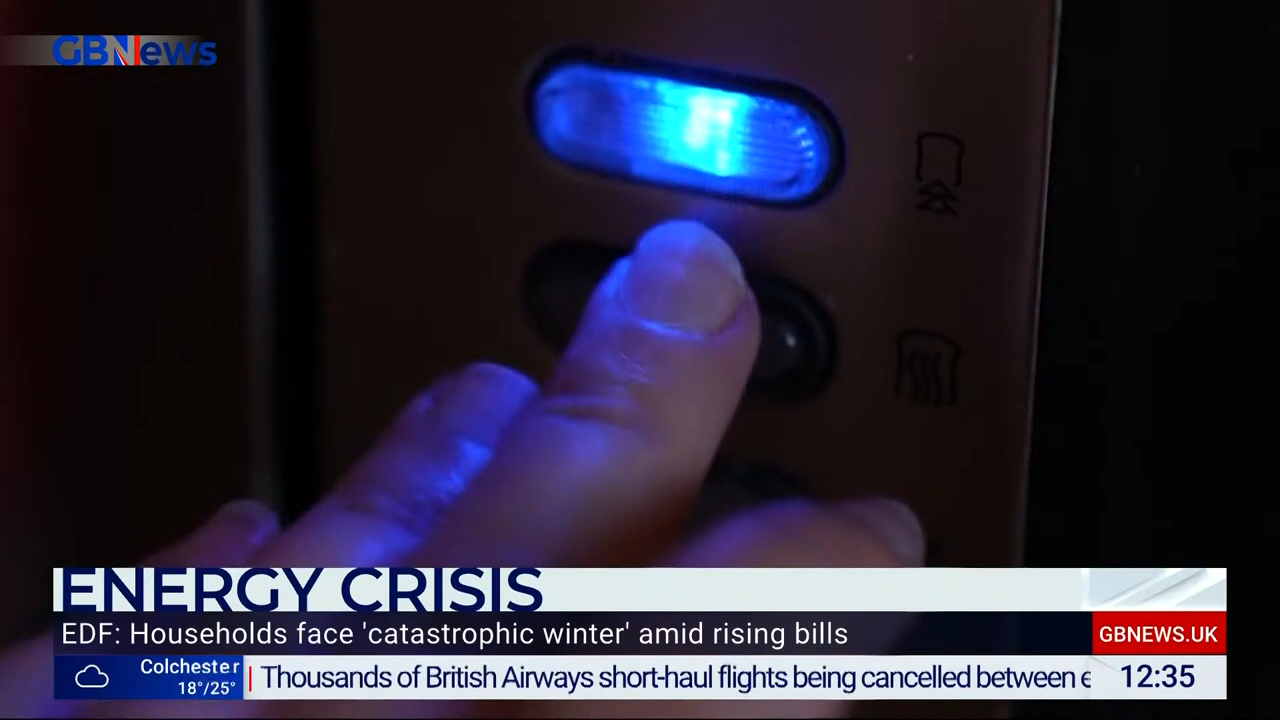 GBNews
ENERGY CRISIS
EDF: Households face 'catastrophic winter' amid rising bills
GBNEWS.UK
Colchester
18°/25°
Thousands of British Airways short-haul flights being cancelled between
12:35